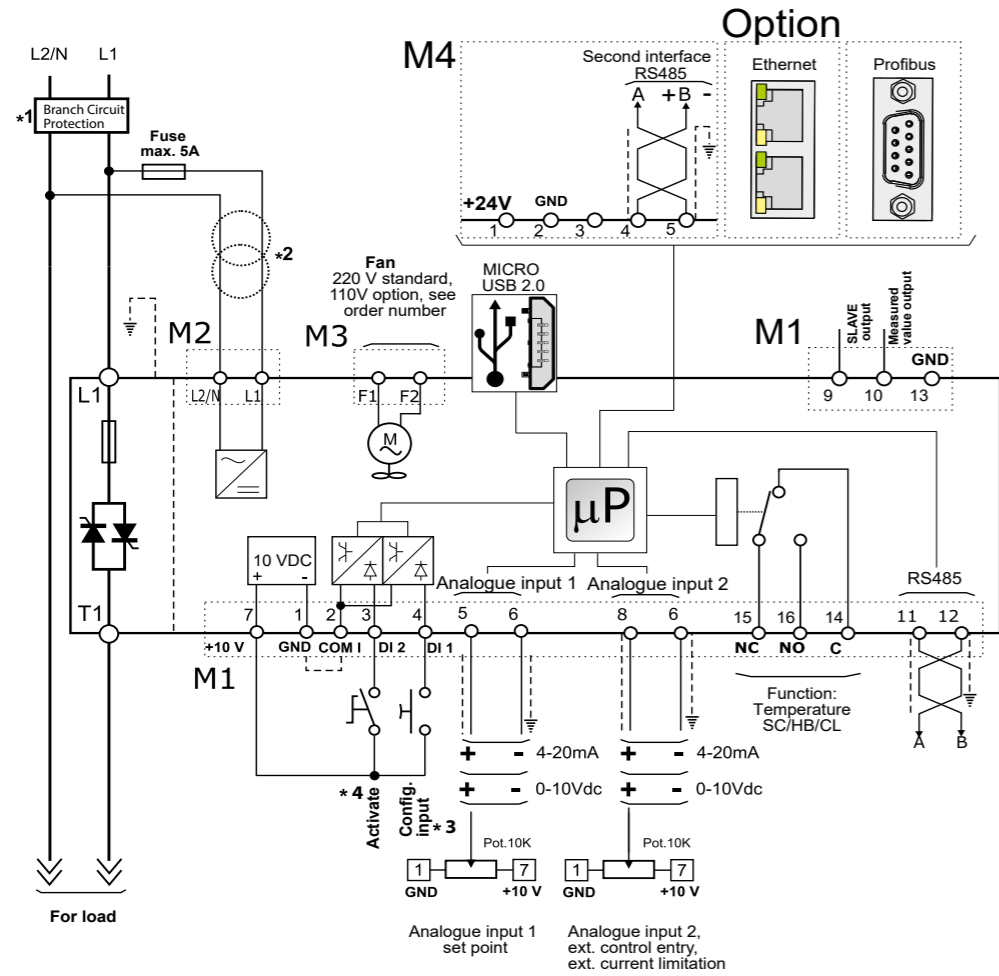 Option
L2/N L1
M4
Second interface
RS485
A + B -
Ethernet
Profibus
*1
Branch Circuit
Protection
Fuse
max. 5A
+24V
GND
1 2 3 4 5
*2
Fan
220 V standard,
110V option, see
order number
MICRO
USB 2.0
M1
SLAVE
output
Measured
value output
GND
9 10 13
M2
M3
L1
L2/N L1
F1 F2
M
µP
10 VDC
+ -
Analogue input 1
Analogue input 2
RS485
T1
7 1 2 3 4 5 6 8 6 15 16 14 11 12
+10 V GND COM I DI 2 DI 1
NC NO C
M1
Function:
Temperature
SC/HB/CL
A B
+ - 4-20mA
+ - 4-20mA
+ - 0-10Vdc
+ - 0-10Vdc
* 4
Activate
Config.
input
* 3
Pot.10K
Pot.10K
1 7
GND +10 V
1 7
GND +10 V
For load
Analogue input 1
set point
Analogue input 2,
ext. control entry,
ext. current limitation